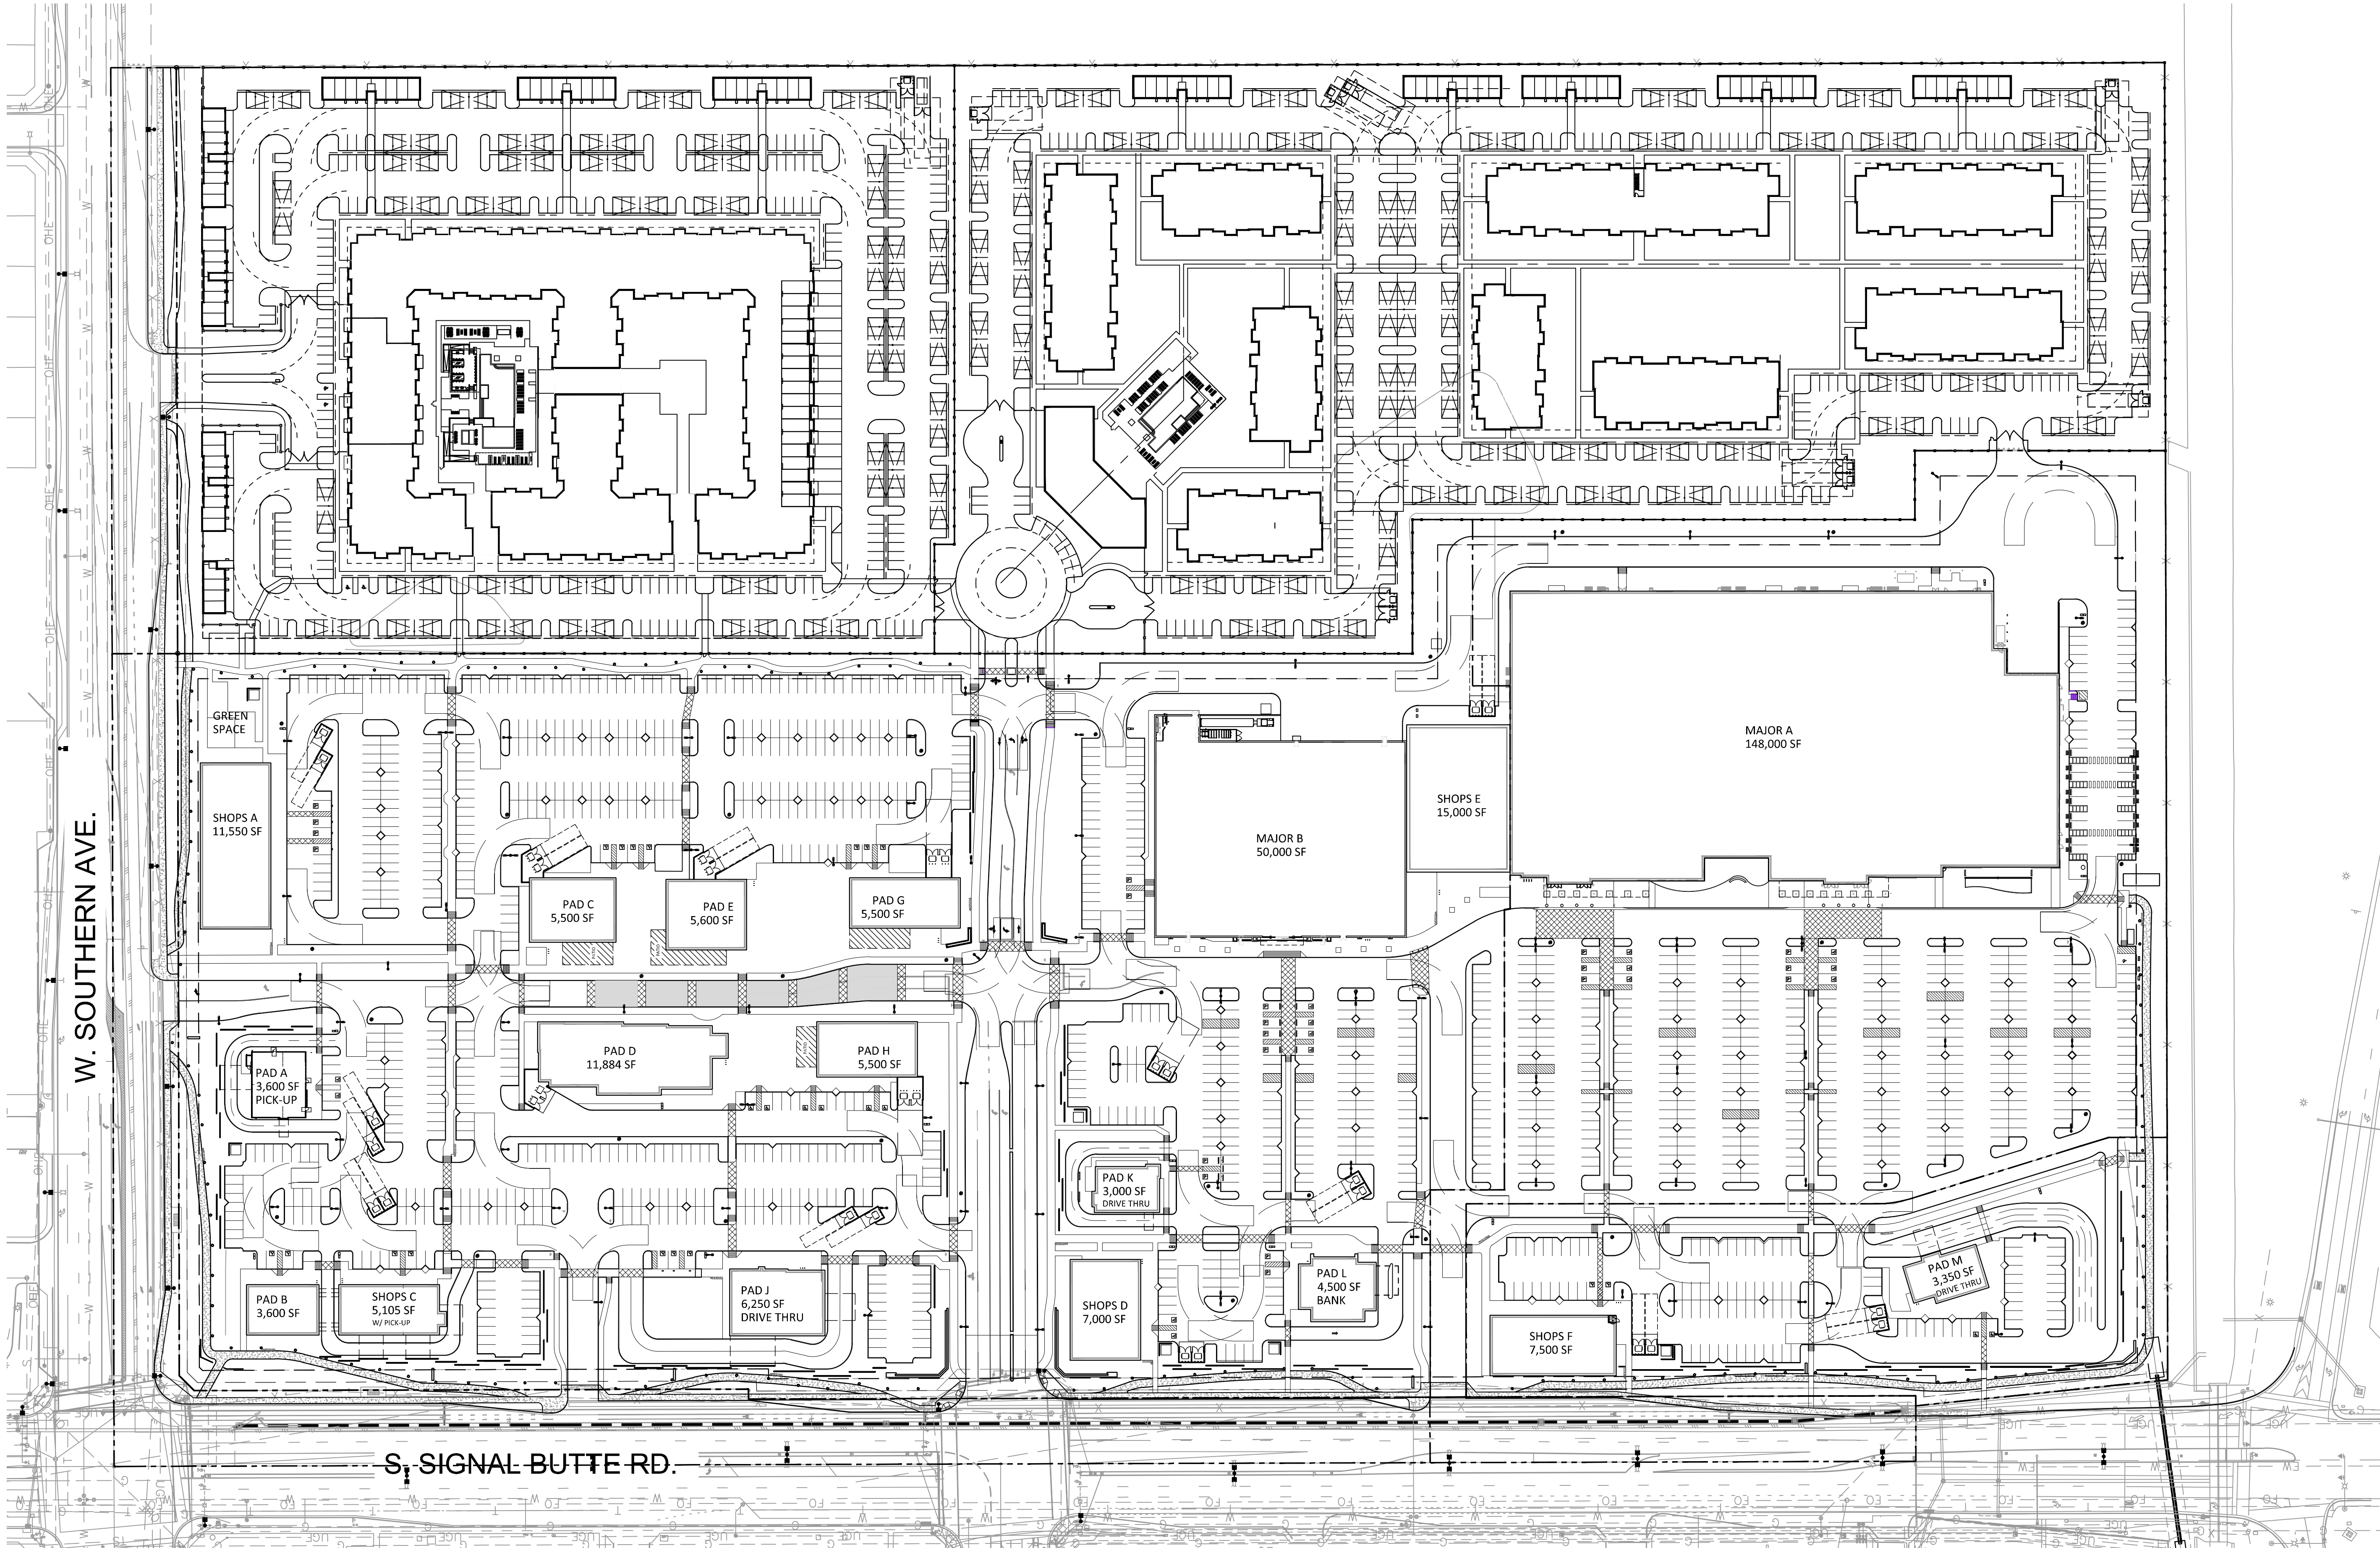 GREEN
SPACE
SHOPS A
11,550 SF
MAJOR A
148,000 SF
MAJOR B
50,000 SF
SHOPS E
15,000 SF
PAD C
5,500 SF
PAD E
5,600 SF
PAD G
5,500 SF
W. SOUTHERN AVE.
PAD A
3,600 SF
PICK-UP
PAD D
11,884 SF
PAD H
5,500 SF
PAD K
3,000 SF
DRIVE THRU
PAD B
3,600 SF
SHOPS C
5,105 SF
W/ PICK-UP
PAD J
6,250 SF
DRIVE THRU
SHOPS D
7,000 SF
PAD L
4,500 SF
BANK
SHOPS F
7,500 SF
PAD M
3,350 SF
DRIVE THRU
S. SIGNAL BUTTE RD.